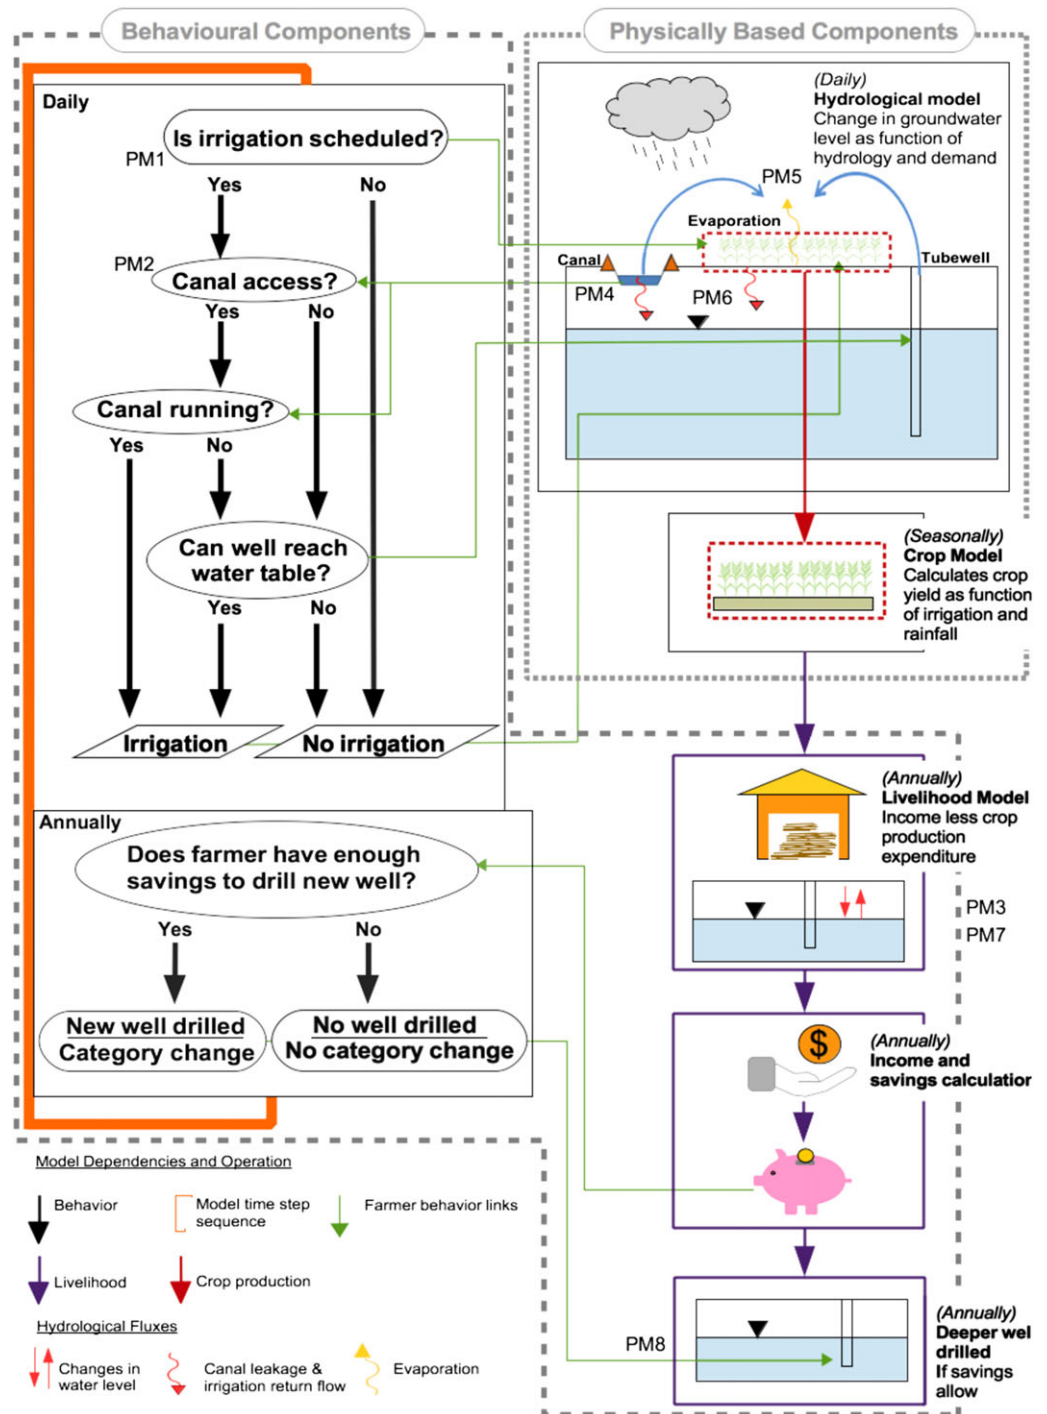 Behavioural Components
Physically Based Components
Daily
Is irrigation scheduled?
PM1
Yes
No
PM2
Canal access?
Yes
No
Canal running?
Yes
No
Can well reach
water table?
Yes
No
Irrigation
No irrigation
Annually
Does farmer have enough
savings to drill new well?
Yes
No
New well drilled
Category change
No well drilled
No category change
(Daily)
Hydrological model
Change in groundwater
level as function of
hydrology and demand
PM5
Evaporation
Canal
Tubewell
PM4
PM6
(Seasonally)
Crop Model
Calculates crop
yield as function
of irrigation and
rainfall
(Annually)
Livelihood Model
Income less crop
production
expenditure
PM3
PM7
$
(Annually)
Income and
savings calculatior
PM8
(Annually)
Deeper wel
drilled
If savings
allow
Model Dependencies and Operation
Behavior
Model time step
sequence
Farmer behavior links
Livelihood
Crop production
Hydrological Fluxes
Changes in
water level
Canal leakage &
irrigation return flow
Evaporation